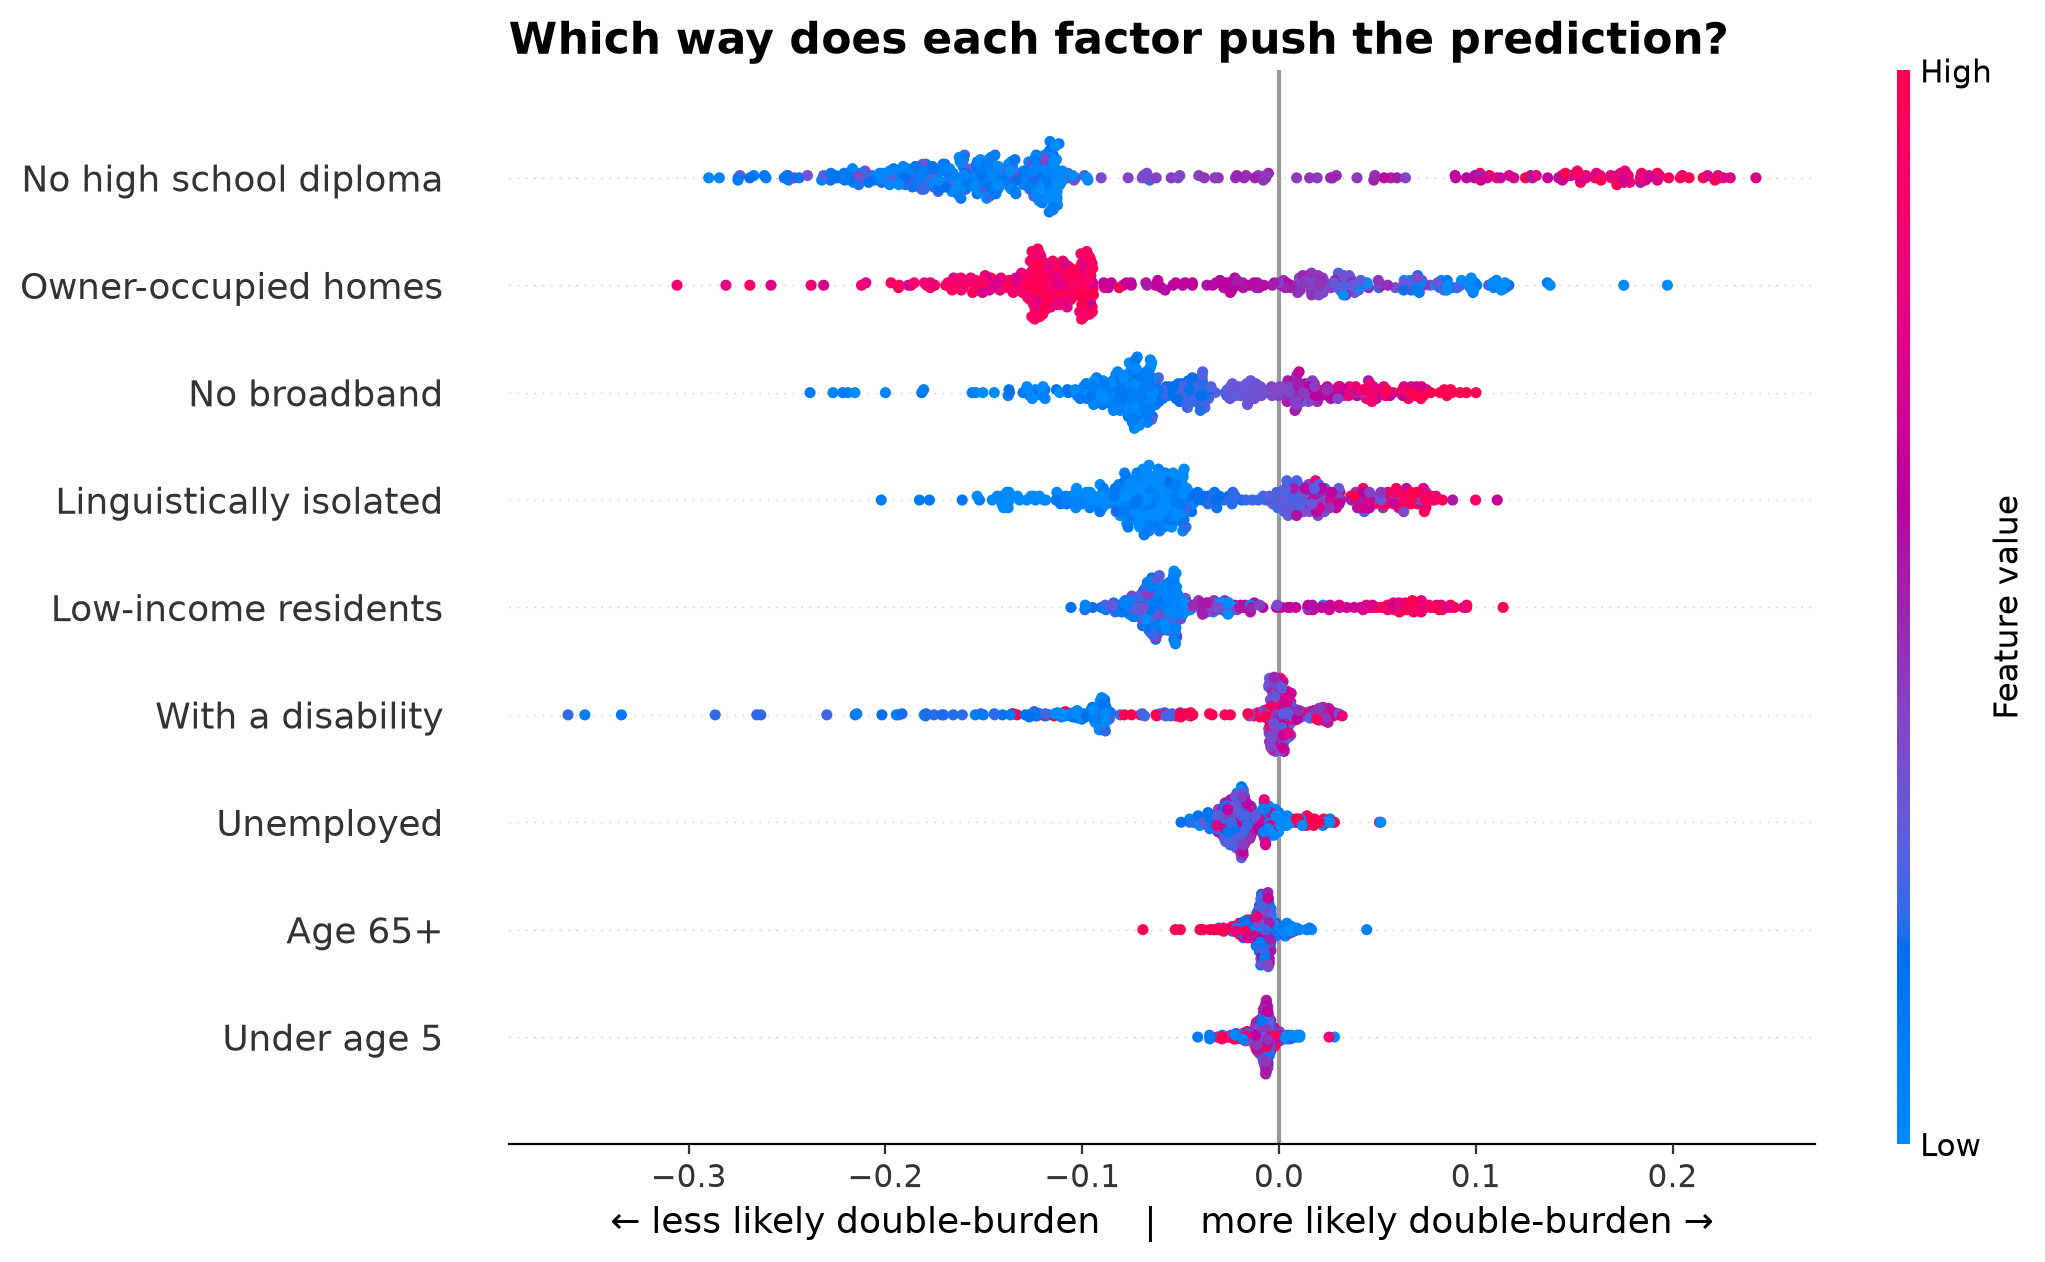 Which way does each factor push the prediction?
High
No high school diploma
Owner-occupied homes
No broadband
Linguistically isolated
Low-income residents
With a disability
Unemployed
Age 65+
Under age 5
Feature value
Low
−0.3 −0.2 −0.1 0.0 0.1 0.2
← less likely double-burden | more likely double-burden →